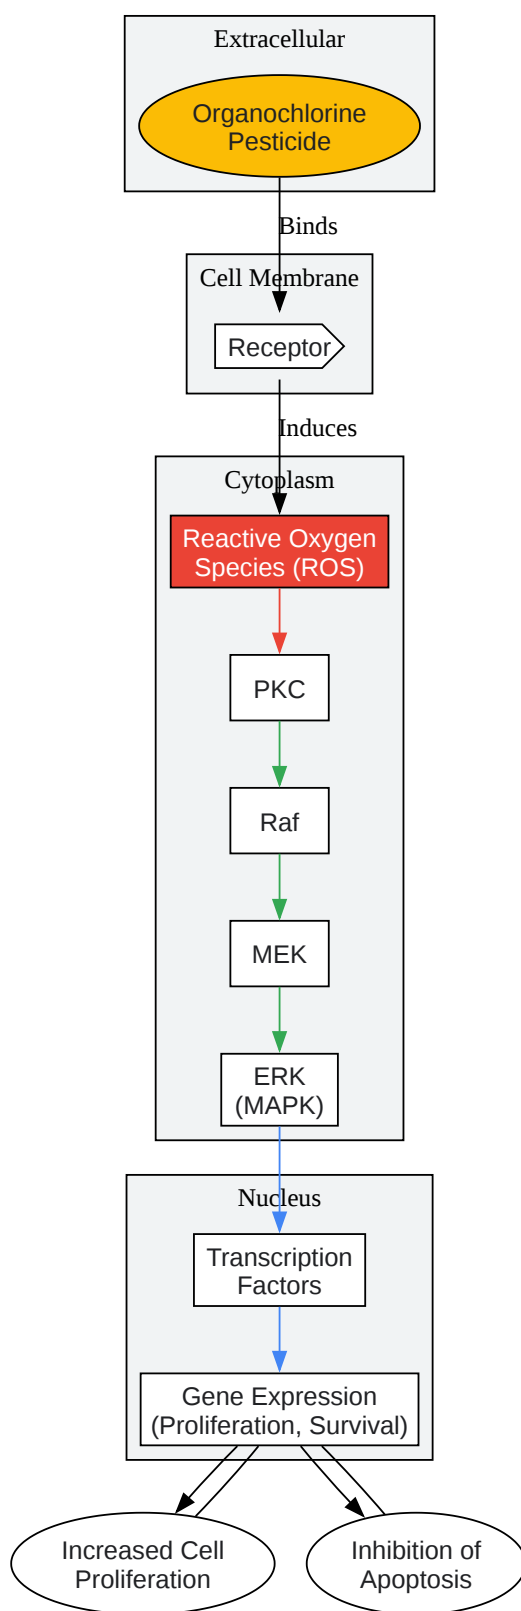 Extracellular
Organochlorine
Pesticide
Binds
Cell Membrane
Receptor
Induces
Cytoplasm
Reactive Oxygen
Species (ROS)
PKC
Raf
MEK
ERK
(MAPK)
Nucleus
Transcription
Factors
Gene Expression
(Proliferation, Survival)
Increased Cell
Proliferation
Inhibition of
Apoptosis